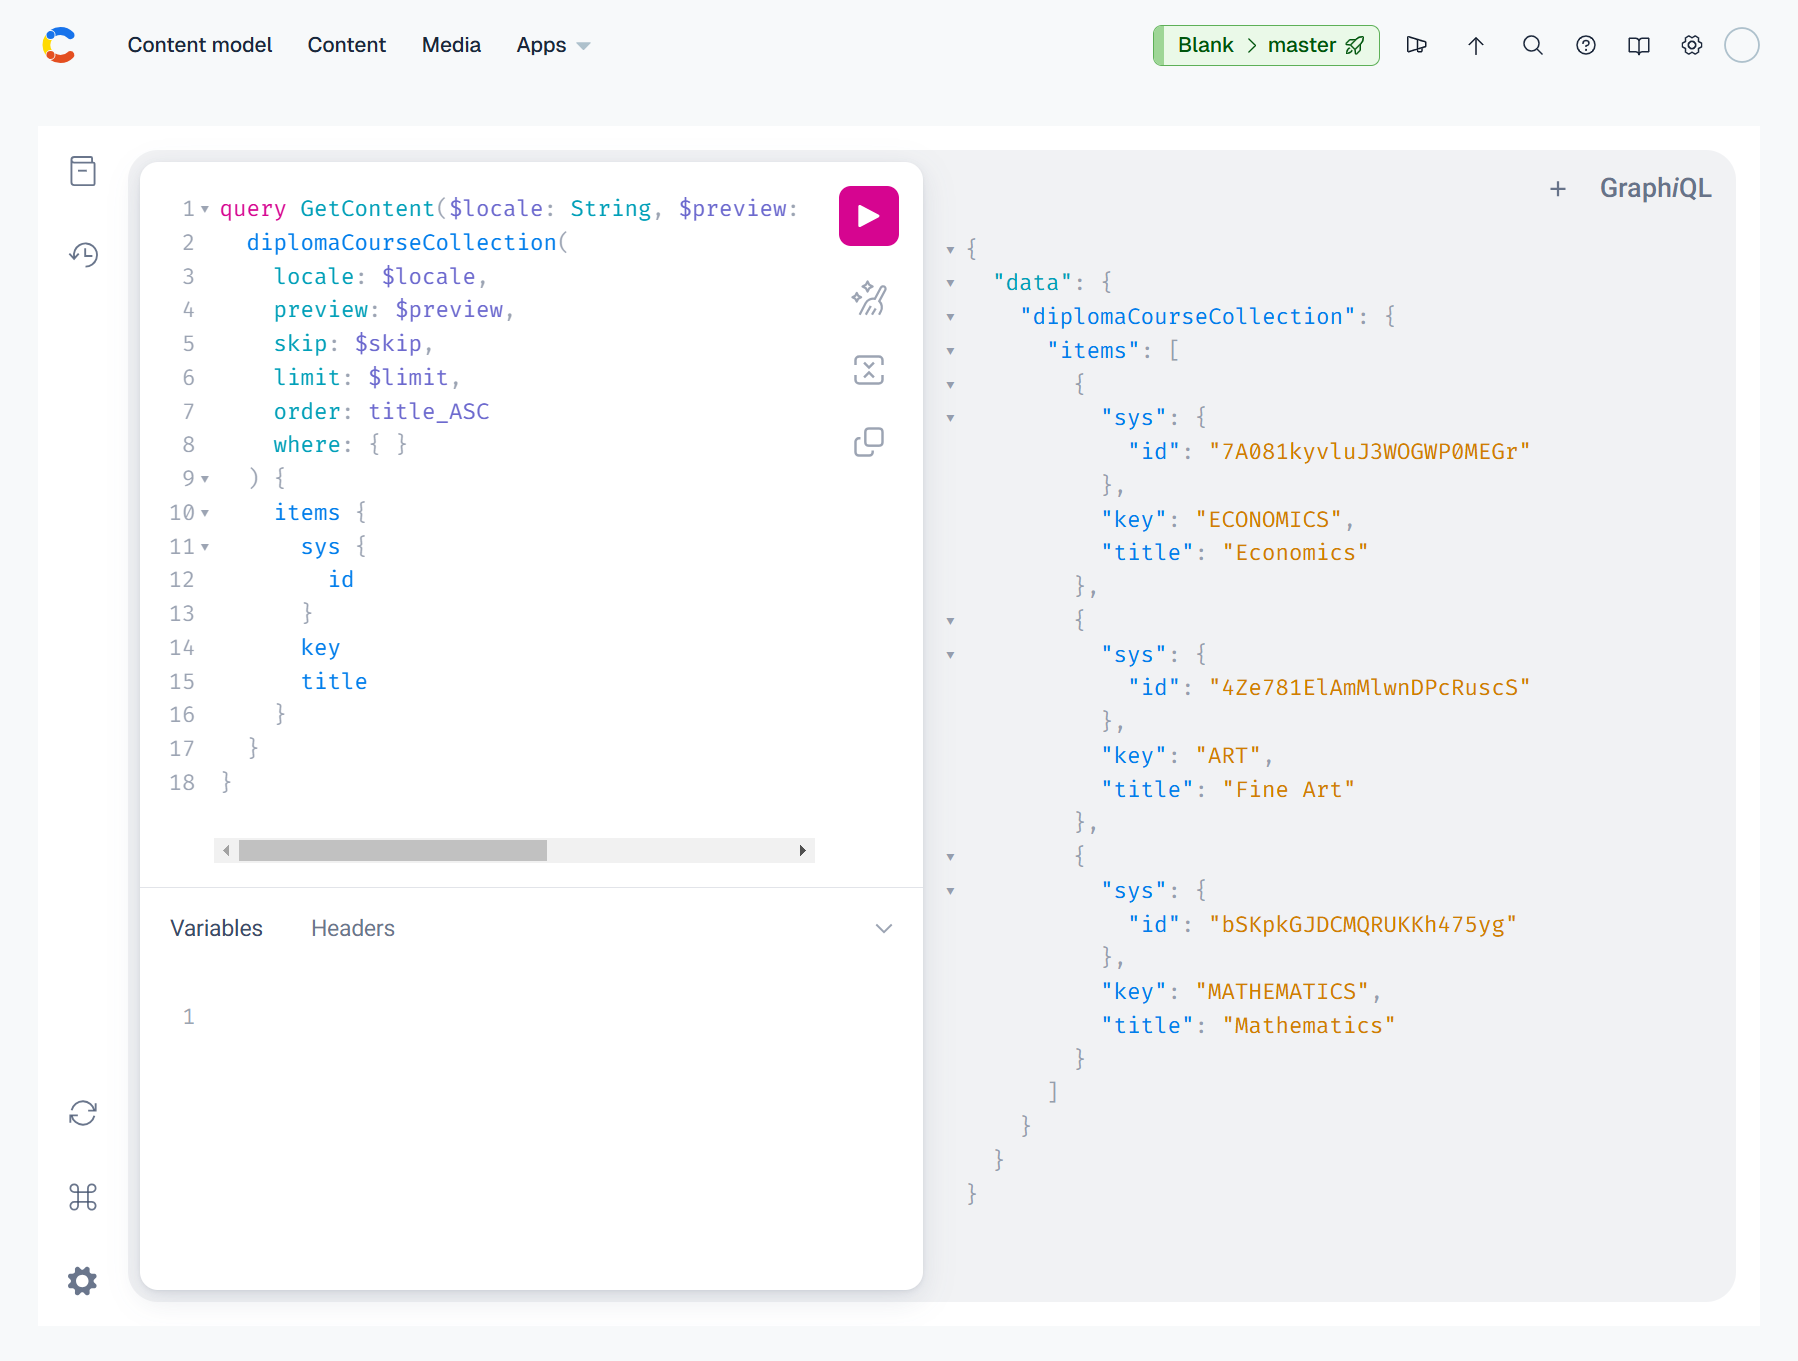 Content model Content Media Apps Blank > master
1 query GetContent($locale: String, $preview:
2 diplomaCourseCollection(
3 locale: $locale,
4 preview: $preview,
5 skip: $skip,
6 limit: $limit,
7 order: title_ASC
8 where: { }
9 ) {
10 items {
11 sys {
12 id
13 }
14 key
15 title
16 }
17 }
18 }
Variables Headers
1
+ GraphiQL
{
"data": {
"diplomaCourseCollection": {
"items": [
{
"sys": {
"id": "7A081kyvluJ3WOGWP0MEGr"
},
"key": "ECONOMICS",
"title": "Economics"
},
{
"sys": {
"id": "4Ze781ElAmMlwnDPcRuscS"
},
"key": "ART",
"title": "Fine Art"
},
{
"sys": {
"id": "bSKpkGJDCMQRUKKh475yg"
},
"key": "MATHEMATICS",
"title": "Mathematics"
}
]
}
}
}